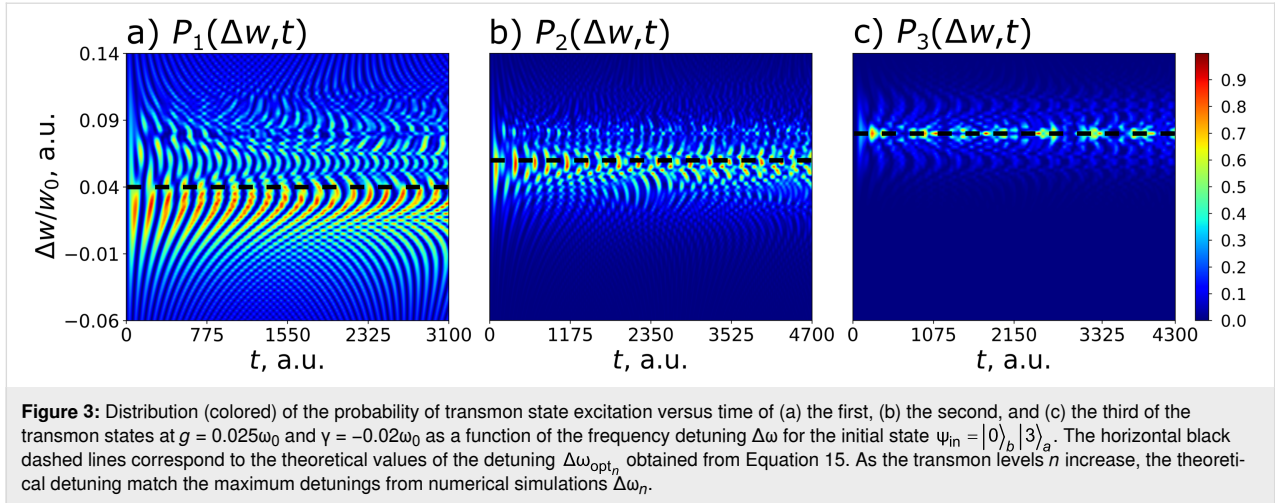 a) P₁(Δw,t)
b) P₂(Δw,t)
c) P₃(Δw,t)
Δw/w₀, a.u.
0.14
0.09
0.04
−0.01
−0.06
0 775 1550 2325 3100
t, a.u.
0 1175 2350 3525 4700
t, a.u.
0 1075 2150 3325 4300
t, a.u.
0.9
0.8
0.7
0.6
0.5
0.4
0.3
0.2
0.1
0.0
Figure 3: Distribution (colored) of the probability of transmon state excitation versus time of (a) the first, (b) the second, and (c) the third of the
transmon states at g = 0.025ω₀ and γ = −0.02ω₀ as a function of the frequency detuning Δω for the initial state ψᵢₙ = |0⟩_b |3⟩_a. The horizontal black
dashed lines correspond to the theoretical values of the detuning Δω_optₙ obtained from Equation 15. As the transmon levels n increase, the theoreti-
cal detuning match the maximum detunings from numerical simulations Δωₙ.